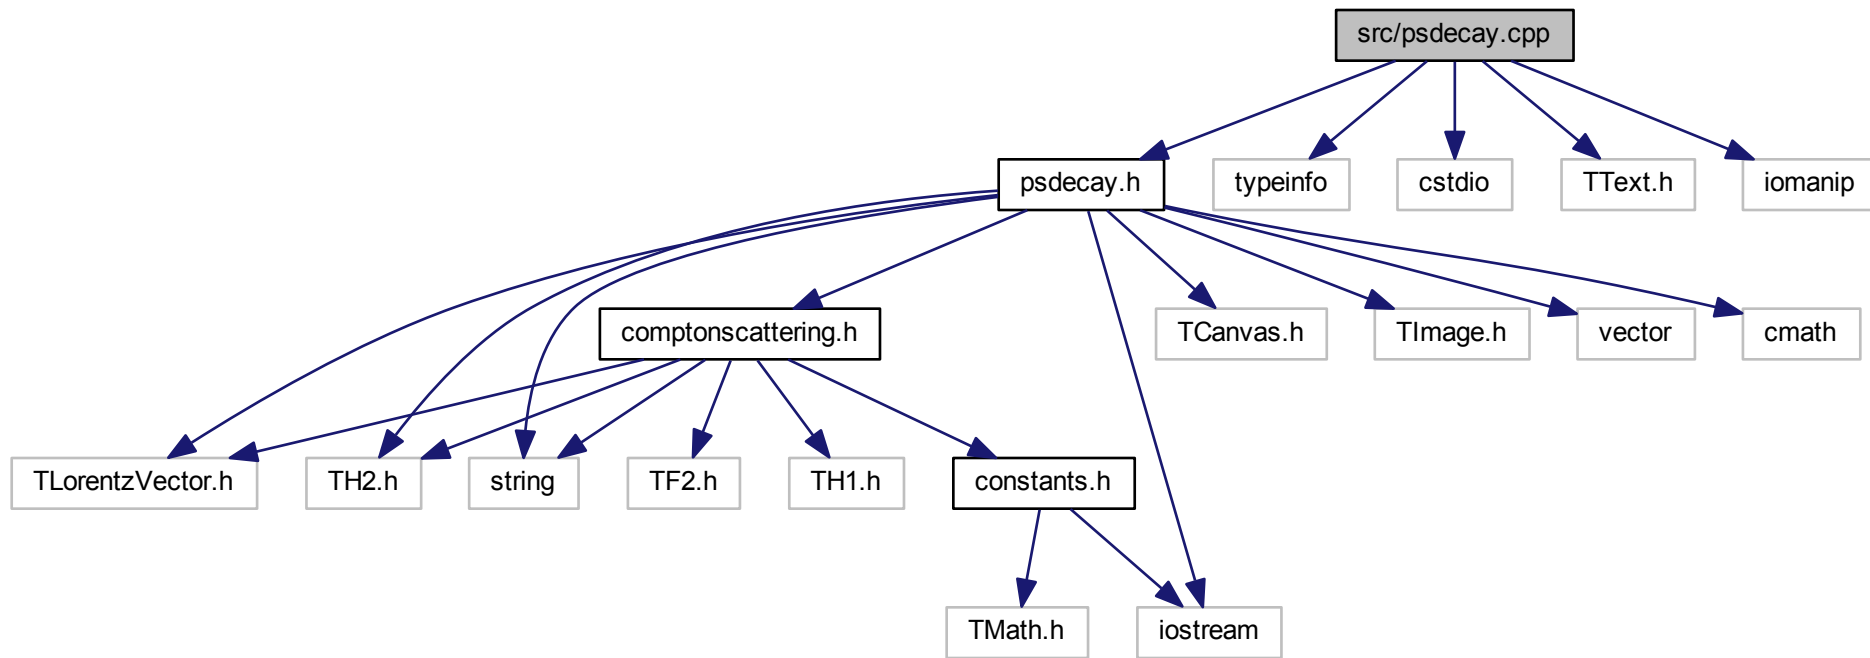 src/psdecay.cpp
psdecay.h
typeinfo
cstdio
TText.h
iomanip
comptonscattering.h
TCanvas.h
TImage.h
vector
cmath
TLorentzVector.h
TH2.h
string
TF2.h
TH1.h
constants.h
TMath.h
iostream